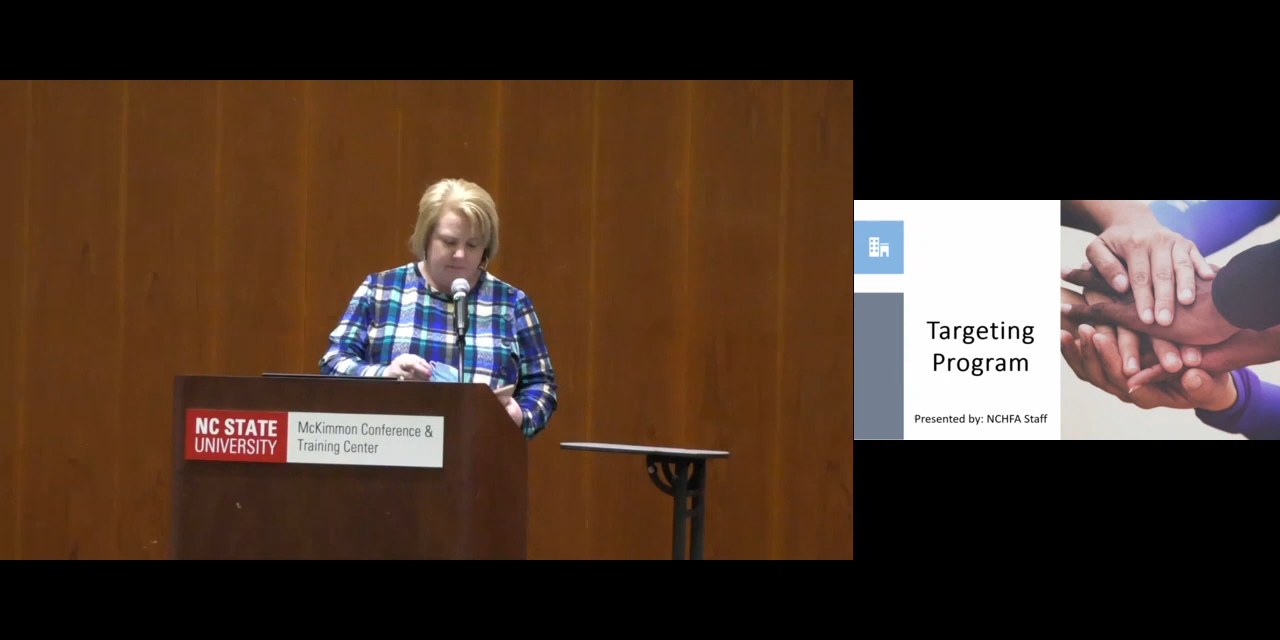 NC STATE
UNIVERSITY
McKimmon Conference &
Training Center
Targeting
Program
Presented by: NCHFA Staff